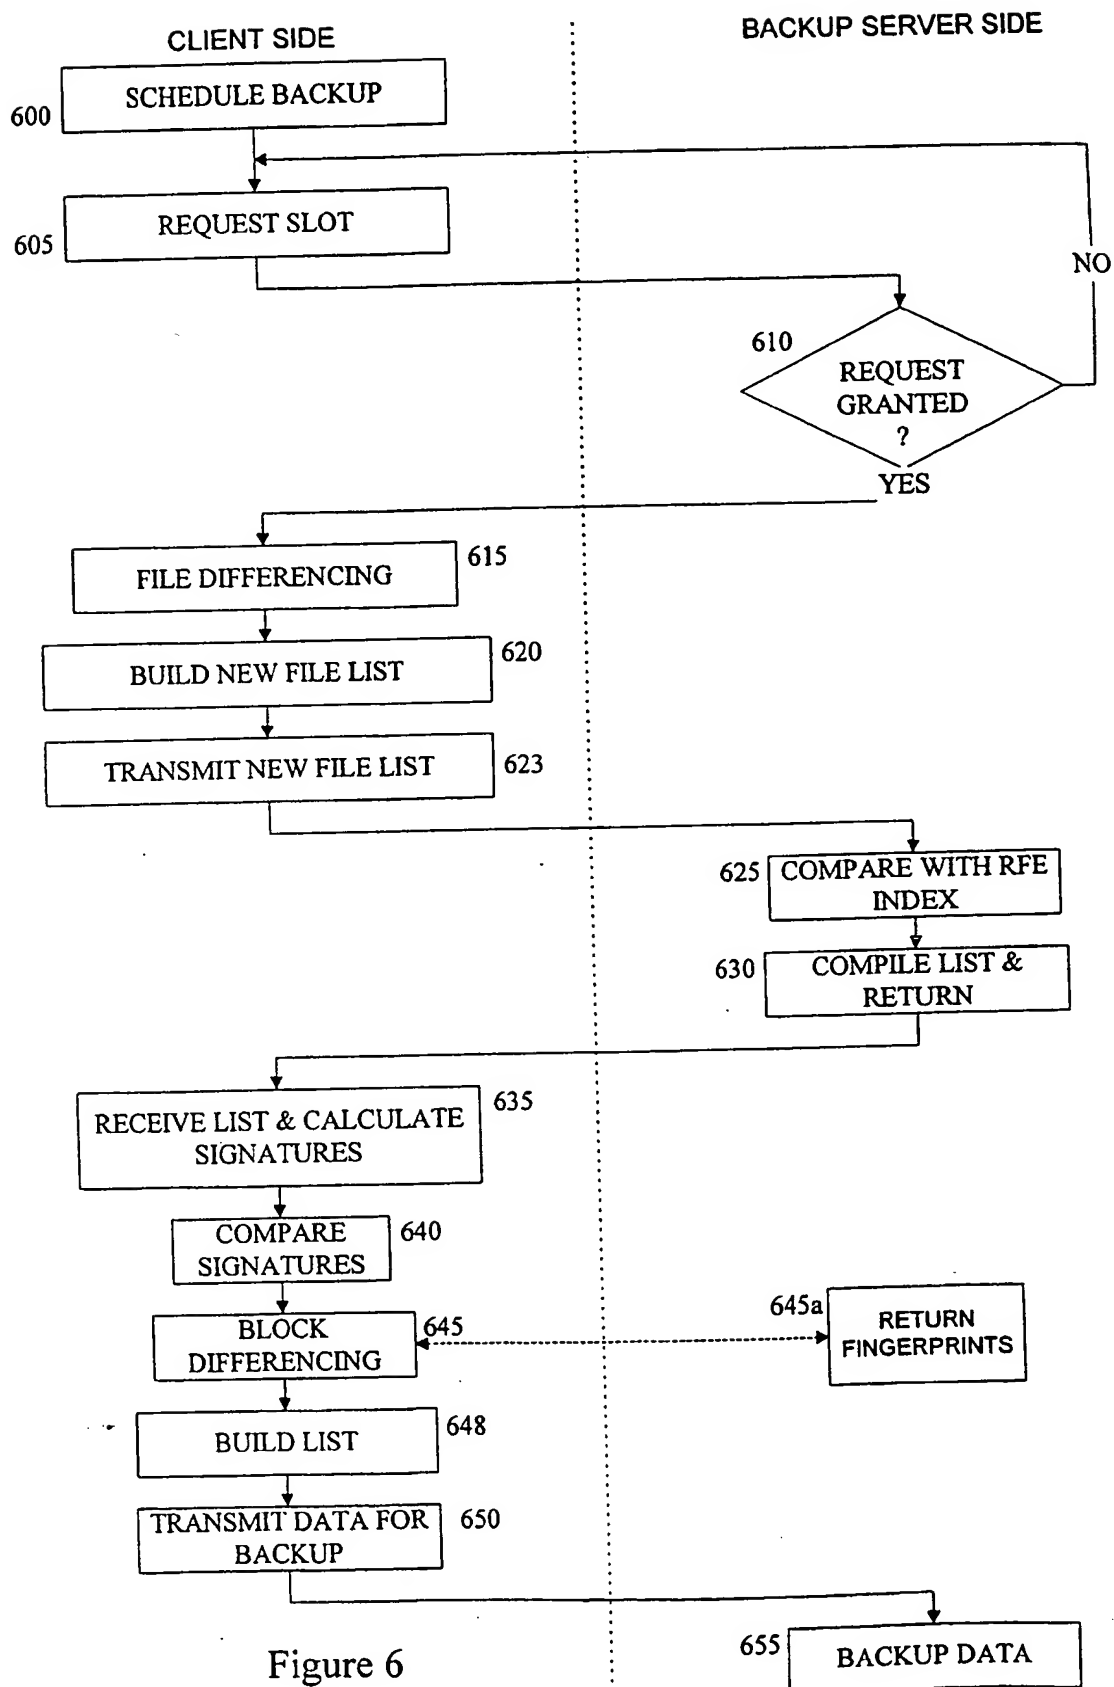 CLIENT SIDE
BACKUP SERVER SIDE
SCHEDULE BACKUP
600
REQUEST SLOT
605
NO
610
REQUEST
GRANTED
?
YES
FILE DIFFERENCING
615
BUILD NEW FILE LIST
620
TRANSMIT NEW FILE LIST
623
625
COMPARE WITH RFE
INDEX
630
COMPILE LIST &
RETURN
RECEIVE LIST & CALCULATE
SIGNATURES
635
COMPARE
SIGNATURES
640
BLOCK
DIFFERENCING
645
645a
RETURN
FINGERPRINTS
BUILD LIST
648
TRANSMIT DATA FOR
BACKUP
650
655
BACKUP DATA
Figure 6